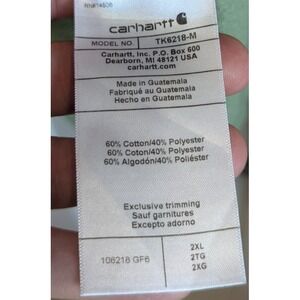 RN#14806
carhartt
MODEL NO. TK6218-M
Carhartt, Inc. P.O. Box 600
Dearborn, MI 48121 USA
carhartt.com
Made in Guatemala
Fabriqué au Guatemala
Hecho en Guatemala
60% Cotton/40% Polyester
60% Coton/40% Polyester
60% Algodón/40% Poliéster
Exclusive trimming
Sauf garnitures
Excepto adorno
106218 GF6
2XL
2TG
2XG